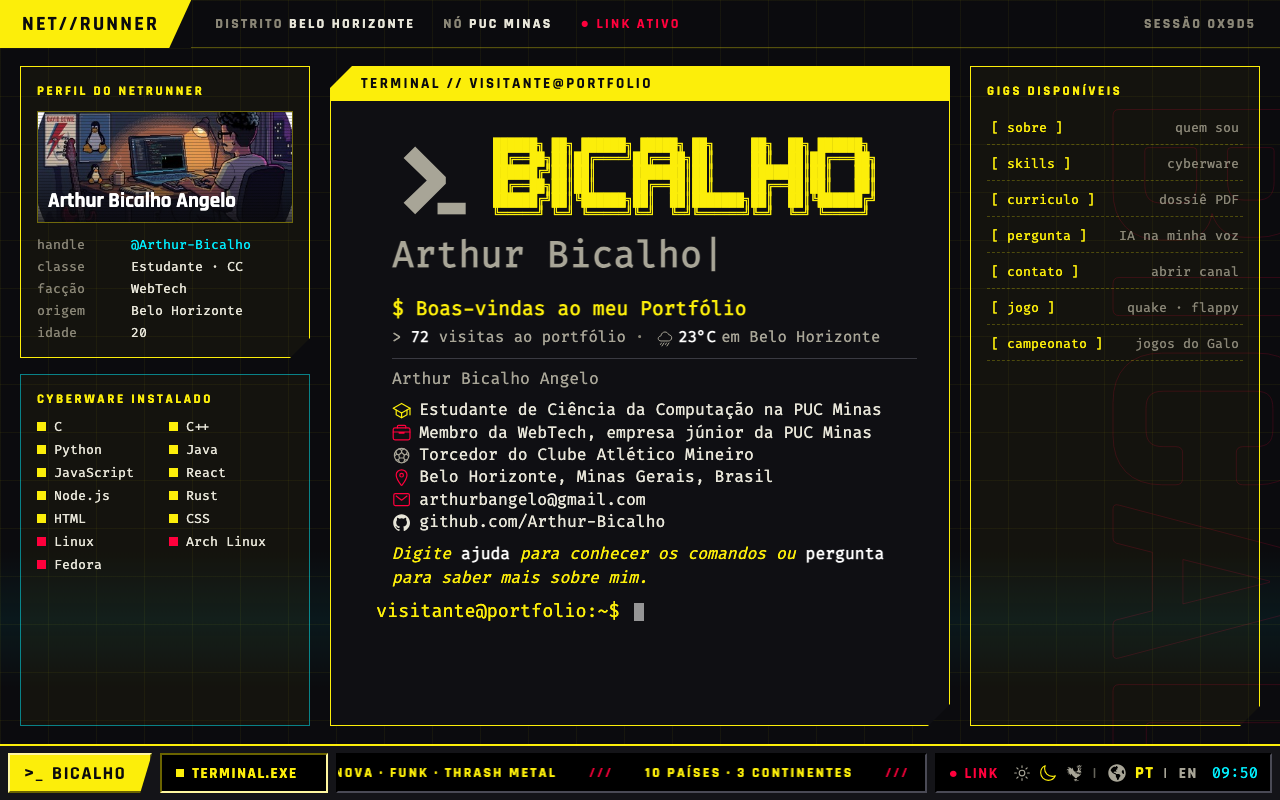 NET//RUNNER
DISTRITO BELO HORIZONTE NÓ PUC MINAS LINK ATIVO
SESSÃO 0X9D5
PERFIL DO NETRUNNER
DAVID BOWIE
Arthur Bicalho Angelo
handle @Arthur-Bicalho
classe Estudante · CC
facção WebTech
origem Belo Horizonte
idade 20
CYBERWARE INSTALADO
C C++
Python Java
JavaScript React
Node.js Rust
HTML CSS
Linux Arch Linux
Fedora
TERMINAL // VISITANTE@PORTFOLIO
>_ BICALHO
Arthur Bicalho|
$ Boas-vindas ao meu Portfólio
> 72 visitas ao portfólio · 23°C em Belo Horizonte
Arthur Bicalho Angelo
Estudante de Ciência da Computação na PUC Minas
Membro da WebTech, empresa júnior da PUC Minas
Torcedor do Clube Atlético Mineiro
Belo Horizonte, Minas Gerais, Brasil
arthurbangelo@gmail.com
github.com/Arthur-Bicalho
Digite ajuda para conhecer os comandos ou pergunta
para saber mais sobre mim.
visitante@portfolio:~$
GIGS DISPONÍVEIS
[ sobre ] quem sou
[ skills ] cyberware
[ curriculo ] dossiê PDF
[ pergunta ] IA na minha voz
[ contato ] abrir canal
[ jogo ] quake · flappy
[ campeonato ] jogos do Galo
>_ BICALHO
TERMINAL.EXE
NOVA · FUNK · THRASH METAL /// 10 PAÍSES · 3 CONTINENTES ///
LINK | PT | EN 09:50